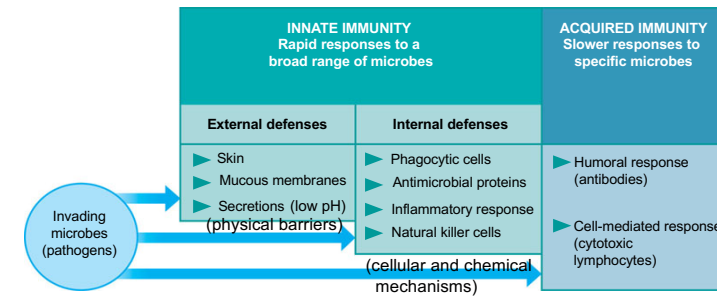 INNATE IMMUNITY
Rapid responses to a
broad range of microbes
ACQUIRED IMMUNITY
Slower responses to
specific microbes
External defenses
Internal defenses
Skin
Mucous membranes
Secretions (low pH)
(physical barriers)
Phagocytic cells
Antimicrobial proteins
Inflammatory response
Natural killer cells
(cellular and chemical
mechanisms)
Humoral response
(antibodies)
Cell-mediated response
(cytotoxic
lymphocytes)
Invading
microbes
(pathogens)